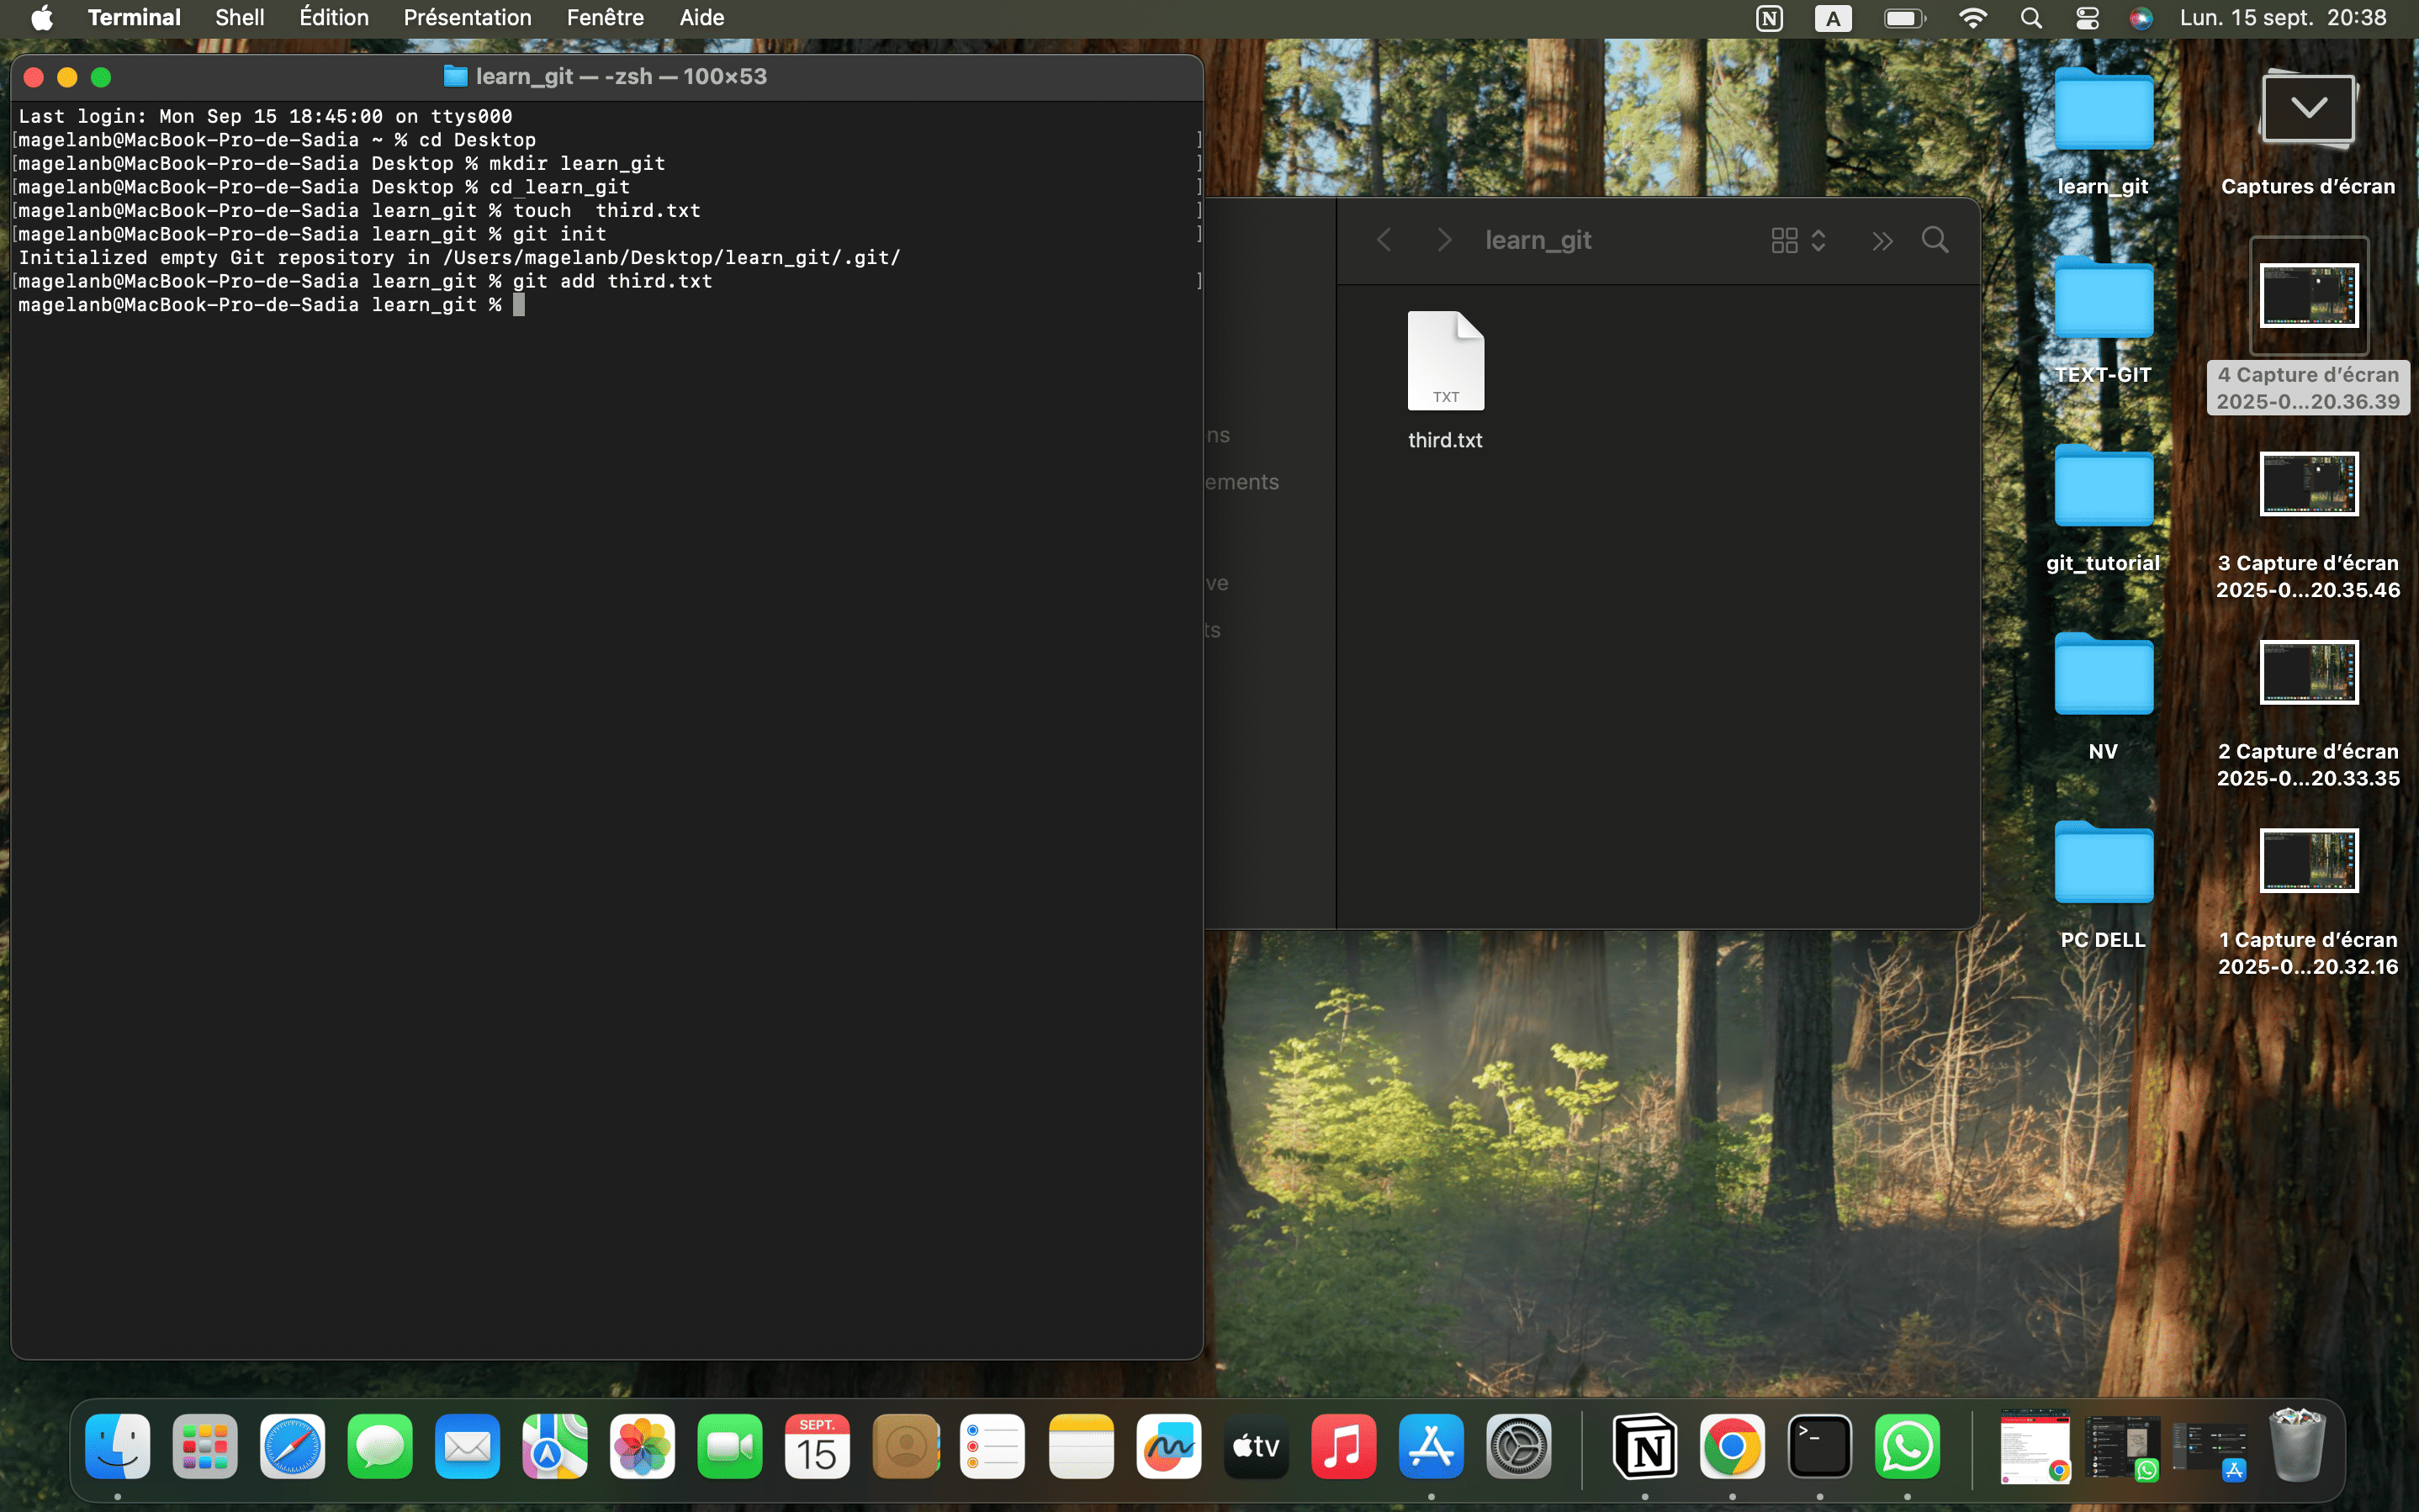 Terminal Shell Édition Présentation Fenêtre Aide
A Lun. 15 sept. 20:38
learn_git — -zsh — 100×53
Last login: Mon Sep 15 18:45:00 on ttys000
[magelanb@MacBook-Pro-de-Sadia ~ % cd Desktop ]
[magelanb@MacBook-Pro-de-Sadia Desktop % mkdir learn_git ]
[magelanb@MacBook-Pro-de-Sadia Desktop % cd learn_git ]
[magelanb@MacBook-Pro-de-Sadia learn_git % touch  third.txt ]
[magelanb@MacBook-Pro-de-Sadia learn_git % git init ]
Initialized empty Git repository in /Users/magelanb/Desktop/learn_git/.git/
[magelanb@MacBook-Pro-de-Sadia learn_git % git add third.txt ]
magelanb@MacBook-Pro-de-Sadia learn_git %
learn_git
ns
ements
ve
ts
TXT
third.txt
learn_git
TEXT-GIT
git_tutorial
NV
PC DELL
Captures d'écran
4 Capture d'écran
2025-0...20.36.39
3 Capture d'écran
2025-0...20.35.46
2 Capture d'écran
2025-0...20.33.35
1 Capture d'écran
2025-0...20.32.16
SEPT.
15
tv
N
>_